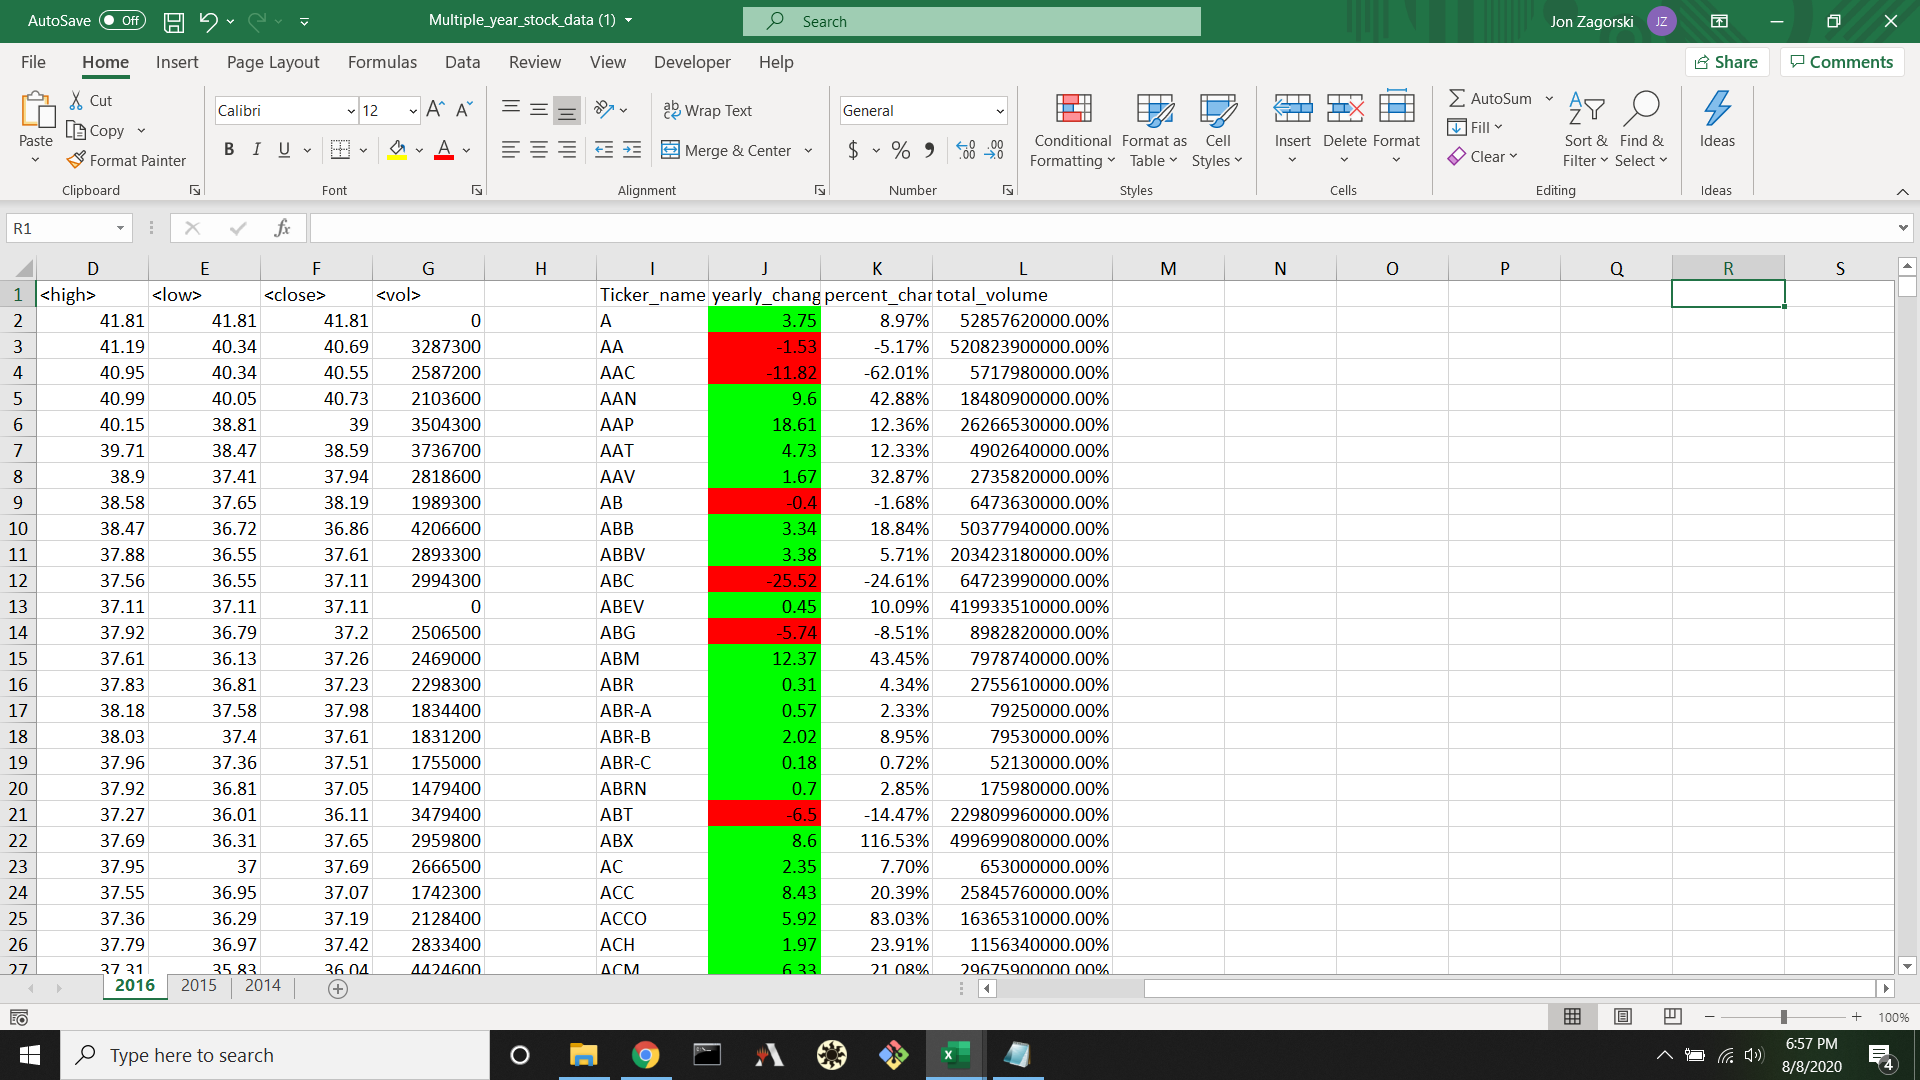 AutoSave Off Multiple_year_stock_data (1) Search Jon Zagorski JZ
File Home Insert Page Layout Formulas Data Review View Developer Help Share Comments
Paste Cut Copy Format Painter Clipboard
Calibri 12 B I U A Font
ab Wrap Text Merge & Center Alignment
General $ % Number
Conditional Formatting Format as Table Cell Styles Styles
Insert Delete Format Cells
AutoSum Fill Clear Sort & Filter Find & Select Editing
Ideas Ideas
R1 fx
D E F G H I J K L M N O P Q R S
1 <high> <low> <close> <vol> Ticker_name yearly_chang percent_char total_volume
2 41.81 41.81 41.81 0 A 3.75 8.97% 52857620000.00%
3 41.19 40.34 40.69 3287300 AA -1.53 -5.17% 520823900000.00%
4 40.95 40.34 40.55 2587200 AAC -11.82 -62.01% 5717980000.00%
5 40.99 40.05 40.73 2103600 AAN 9.6 42.88% 18480900000.00%
6 40.15 38.81 39 3504300 AAP 18.61 12.36% 26266530000.00%
7 39.71 38.47 38.59 3736700 AAT 4.73 12.33% 4902640000.00%
8 38.9 37.41 37.94 2818600 AAV 1.67 32.87% 2735820000.00%
9 38.58 37.65 38.19 1989300 AB -0.4 -1.68% 6473630000.00%
10 38.47 36.72 36.86 4206600 ABB 3.34 18.84% 50377940000.00%
11 37.88 36.55 37.61 2893300 ABBV 3.38 5.71% 203423180000.00%
12 37.56 36.55 37.11 2994300 ABC -25.52 -24.61% 64723990000.00%
13 37.11 37.11 37.11 0 ABEV 0.45 10.09% 419933510000.00%
14 37.92 36.79 37.2 2506500 ABG -5.74 -8.51% 8982820000.00%
15 37.61 36.13 37.26 2469000 ABM 12.37 43.45% 7978740000.00%
16 37.83 36.81 37.23 2298300 ABR 0.31 4.34% 2755610000.00%
17 38.18 37.58 37.98 1834400 ABR-A 0.57 2.33% 79250000.00%
18 38.03 37.4 37.61 1831200 ABR-B 2.02 8.95% 79530000.00%
19 37.96 37.36 37.51 1755000 ABR-C 0.18 0.72% 52130000.00%
20 37.92 36.81 37.05 1479400 ABRN 0.7 2.85% 175980000.00%
21 37.27 36.01 36.11 3479400 ABT -6.5 -14.47% 229809960000.00%
22 37.69 36.31 37.65 2959800 ABX 8.6 116.53% 499699080000.00%
23 37.95 37 37.69 2666500 AC 2.35 7.70% 653000000.00%
24 37.55 36.95 37.07 1742300 ACC 8.43 20.39% 25845760000.00%
25 37.36 36.29 37.19 2128400 ACCO 5.92 83.03% 16365310000.00%
26 37.79 36.97 37.42 2833400 ACH 1.97 23.91% 1156340000.00%
27 37.31 35.83 36.04 4424600 ACM 6.33 21.08% 29675900000.00%
2016 2015 2014
100%
Type here to search 6:57 PM
8/8/2020 4